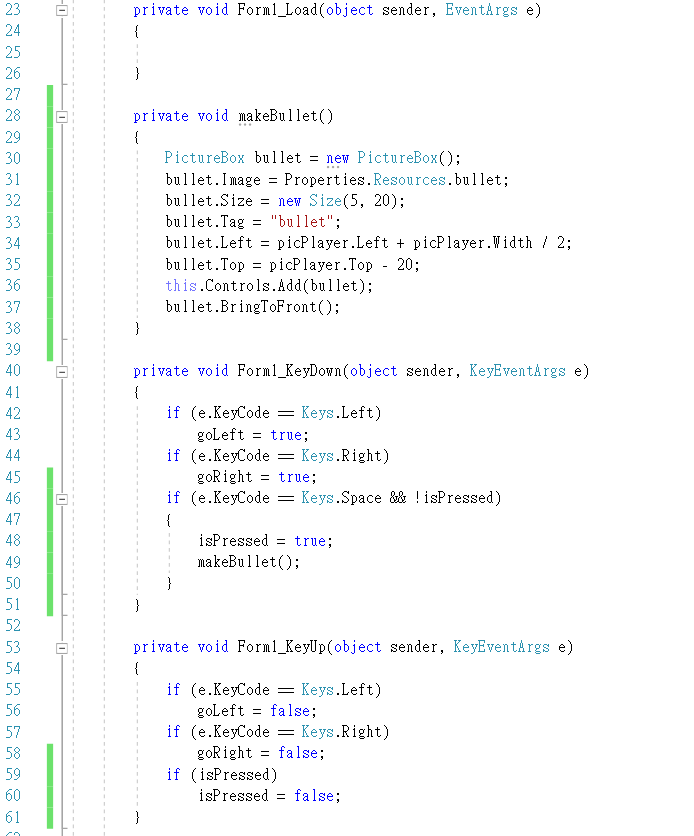 23 private void Form1_Load(object sender, EventArgs e)
24 {
25
26 }
27
28 private void makeBullet()
29 {
30 PictureBox bullet = new PictureBox();
31 bullet.Image = Properties.Resources.bullet;
32 bullet.Size = new Size(5, 20);
33 bullet.Tag = "bullet";
34 bullet.Left = picPlayer.Left + picPlayer.Width / 2;
35 bullet.Top = picPlayer.Top - 20;
36 this.Controls.Add(bullet);
37 bullet.BringToFront();
38 }
39
40 private void Form1_KeyDown(object sender, KeyEventArgs e)
41 {
42 if (e.KeyCode == Keys.Left)
43 goLeft = true;
44 if (e.KeyCode == Keys.Right)
45 goRight = true;
46 if (e.KeyCode == Keys.Space && !isPressed)
47 {
48 isPressed = true;
49 makeBullet();
50 }
51 }
52
53 private void Form1_KeyUp(object sender, KeyEventArgs e)
54 {
55 if (e.KeyCode == Keys.Left)
56 goLeft = false;
57 if (e.KeyCode == Keys.Right)
58 goRight = false;
59 if (isPressed)
60 isPressed = false;
61 }